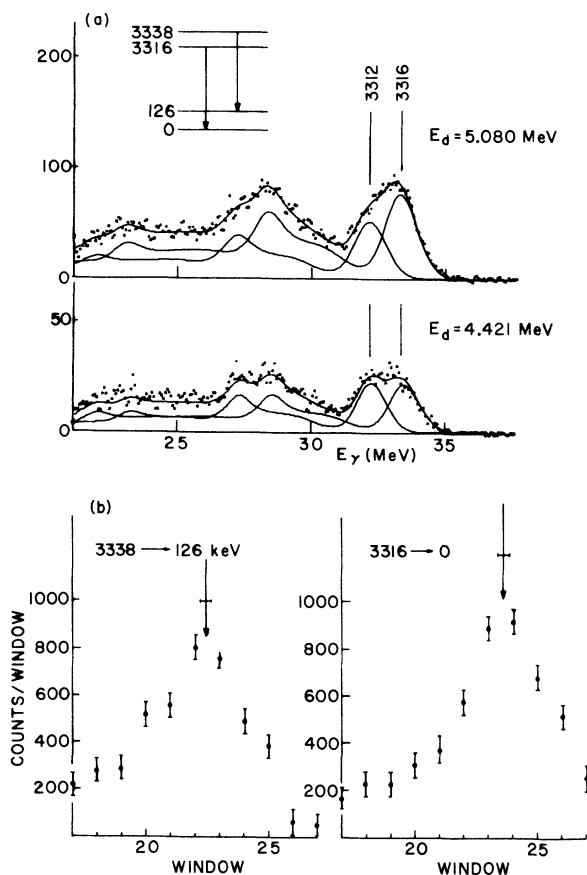 (a)
3338
3316
126
0
3312
3316
E_d = 5.080 MeV
200
100
0
E_d = 4.421 MeV
50
0
25 30 35
E_γ (MeV)
(b)
3338 → 126 keV
3316 → 0
COUNTS/WINDOW
1000
800
600
400
200
1000
800
600
400
200
20 25
20 25
WINDOW
WINDOW